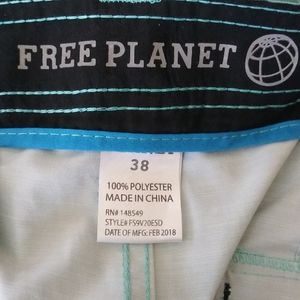 FREE PLANET
38
100% POLYESTER
MADE IN CHINA
RN# 148549
STYLE# FS9V20ESD
DATE OF MFG: FEB 2018